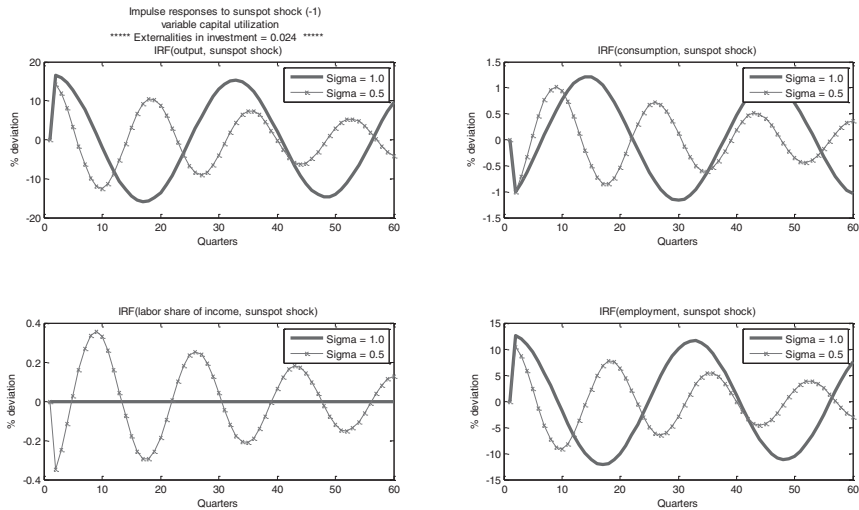 Impulse responses to sunspot shock (-1)
variable capital utilization
***** Externalities in investment = 0.024 *****
IRF(output, sunspot shock)
20
10
0
-10
-20
% deviation
0 10 20 30 40 50 60
Quarters
Sigma = 1.0
Sigma = 0.5
IRF(consumption, sunspot shock)
1.5
1
0.5
0
-0.5
-1
-1.5
% deviation
0 10 20 30 40 50 60
Quarters
Sigma = 1.0
Sigma = 0.5
IRF(labor share of income, sunspot shock)
0.4
0.2
0
-0.2
-0.4
% deviation
0 10 20 30 40 50 60
Quarters
Sigma = 1.0
Sigma = 0.5
IRF(employment, sunspot shock)
15
10
5
0
-5
-10
-15
% deviation
0 10 20 30 40 50 60
Quarters
Sigma = 1.0
Sigma = 0.5